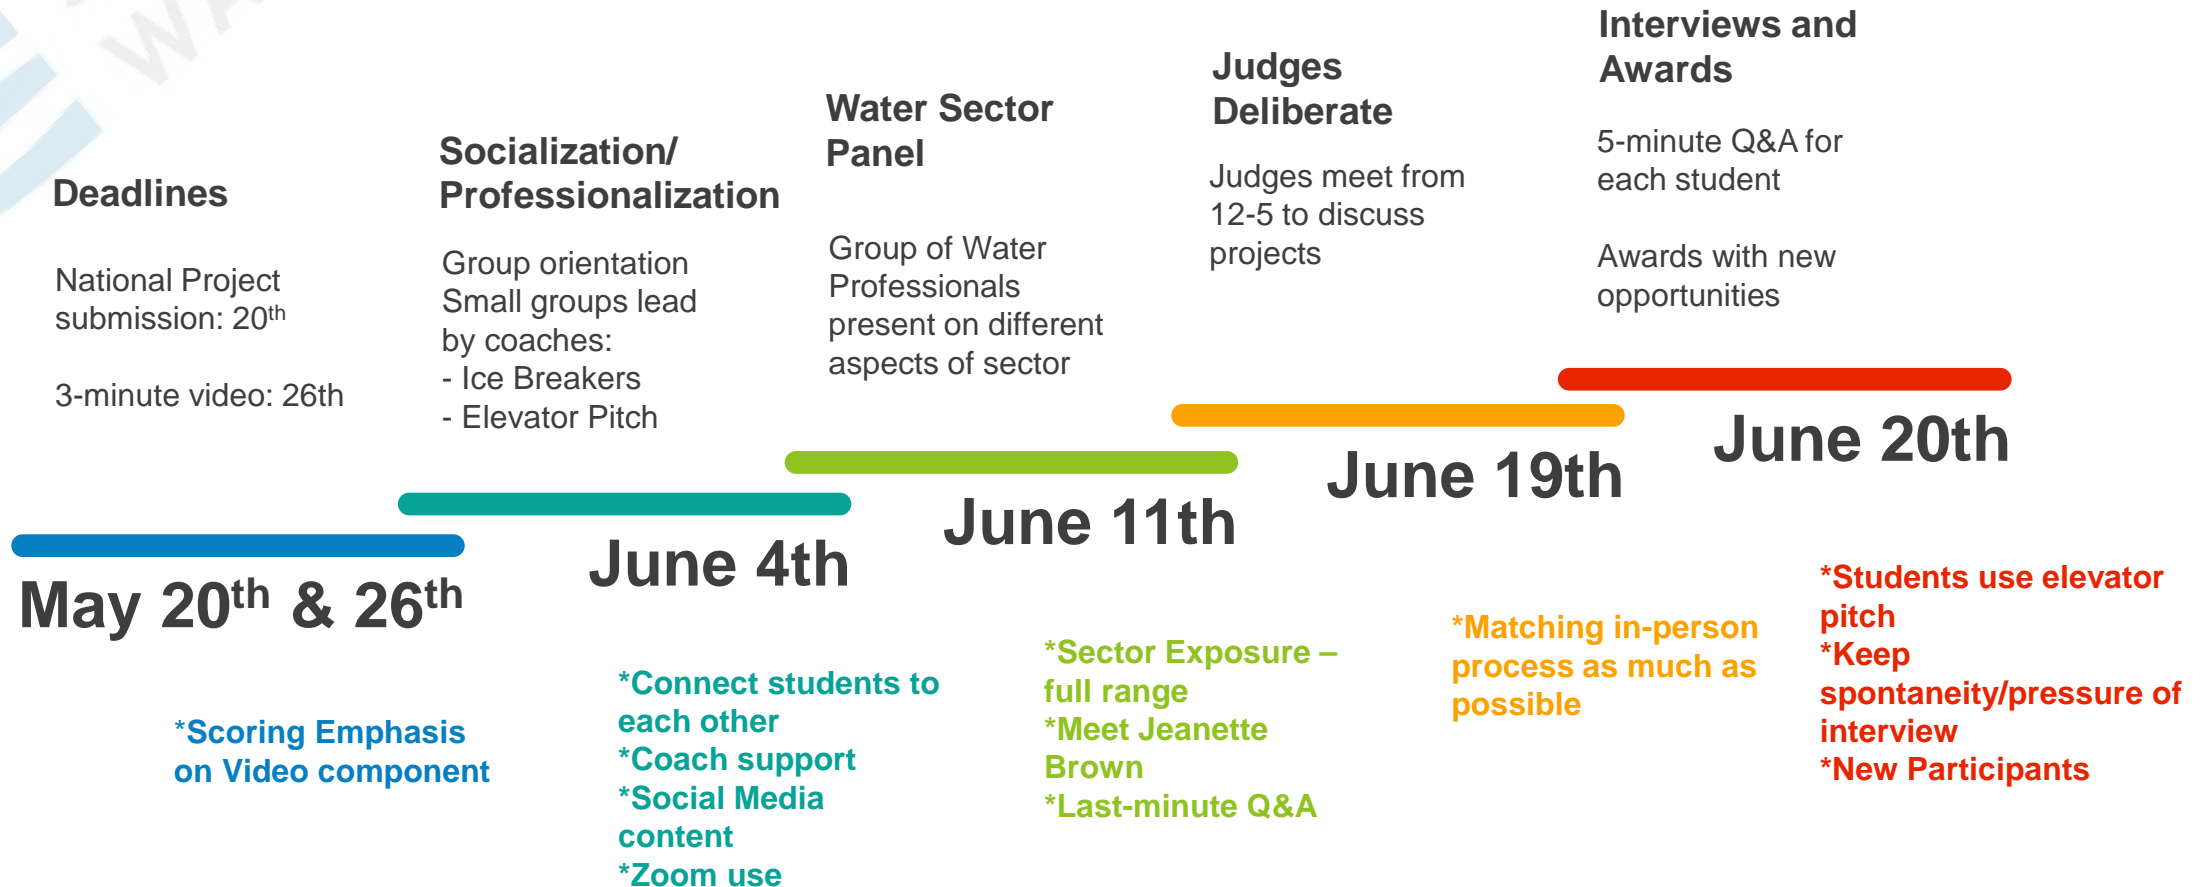 WA
Deadlines
National Project
submission: 20th
3-minute video: 26th
May 20th & 26th
*Scoring Emphasis
on Video component
Socialization/
Professionalization
Group orientation
Small groups lead
by coaches:
- Ice Breakers
- Elevator Pitch
June 4th
*Connect students to
each other
*Coach support
*Social Media
content
*Zoom use
Water Sector
Panel
Group of Water
Professionals
present on different
aspects of sector
June 11th
*Sector Exposure –
full range
*Meet Jeanette
Brown
*Last-minute Q&A
Judges
Deliberate
Judges meet from
12-5 to discuss
projects
June 19th
*Matching in-person
process as much as
possible
Interviews and
Awards
5-minute Q&A for
each student
Awards with new
opportunities
June 20th
*Students use elevator
pitch
*Keep
spontaneity/pressure of
interview
*New Participants